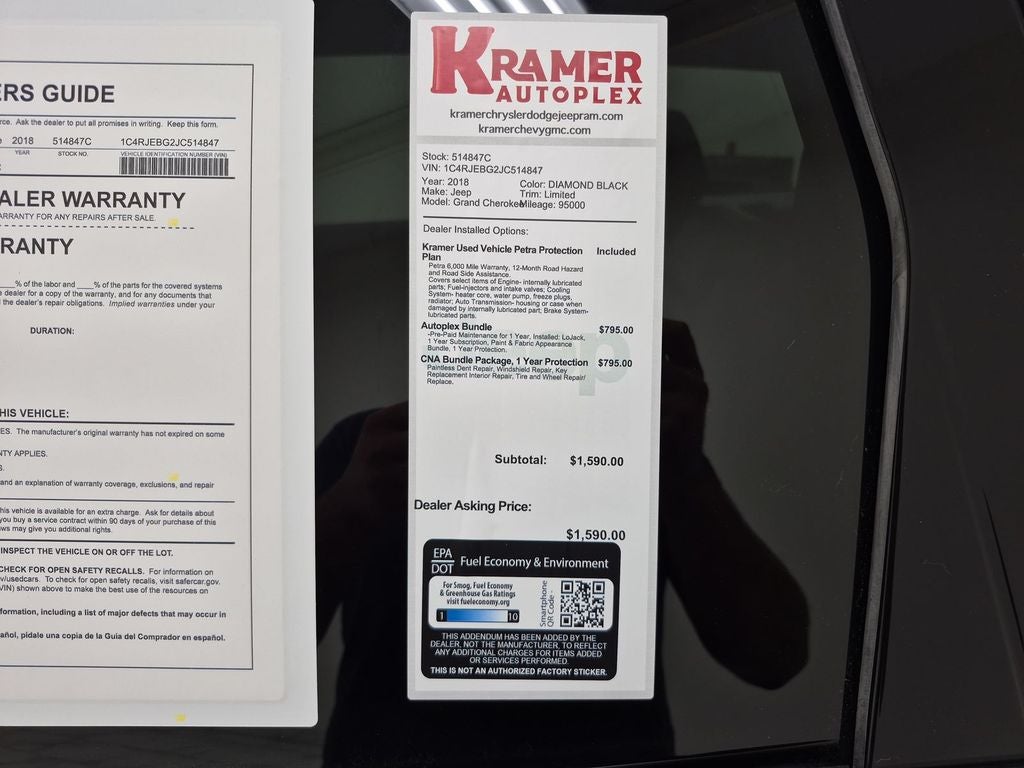 ERS GUIDE
rce. Ask the dealer to put all promises in writing. Keep this form.
2018 514847C 1C4RJEBG2JC514847
YEAR STOCK NO. VEHICLE IDENTIFICATION NUMBER (VIN)
ALER WARRANTY
ARRANTY FOR ANY REPAIRS AFTER SALE.
RANTY
% of the labor and ____% of the parts for the covered systems
dealer for a copy of the warranty, and for any documents that
the dealer's repair obligations. Implied warranties under your
DURATION:
HIS VEHICLE:
ES. The manufacturer's original warranty has not expired on some
NTY APPLIES.
S.
and an explanation of warranty coverage, exclusions, and repair
his vehicle is available for an extra charge. Ask for details about
you buy a service contract within 90 days of your purchase of this
ws may give you additional rights.
INSPECT THE VEHICLE ON OR OFF THE LOT.
CHECK FOR OPEN SAFETY RECALLS. For information on
v/usedcars. To check for open safety recalls, visit safercar.gov.
VIN) shown above to make the best use of the resources on
formation, including a list of major defects that may occur in
añol, pídale una copia de la Guía del Comprador en español.
KRAMER
AUTOPLEX
kramerchryslerdodgejeepram.com
kramerchevygmc.com
Stock: 514847C
VIN: 1C4RJEBG2JC514847
Year: 2018 Color: DIAMOND BLACK
Make: Jeep Trim: Limited
Model: Grand Cherokee Mileage: 95000
Dealer Installed Options:
Kramer Used Vehicle Petra Protection Included
Plan
Petra 6,000 Mile Warranty, 12-Month Road Hazard
and Road Side Assistance.
Covers select items of Engine- internally lubricated
parts; Fuel-injectors and intake valves; Cooling
System- heater core, water pump, freeze plugs,
radiator; Auto Transmission- housing or case when
damaged by internally lubricated part; Brake System-
lubricated parts.
Autoplex Bundle $795.00
-Pre-Paid Maintenance for 1 Year, Installed: LoJack,
1 Year Subscription, Paint & Fabric Appearance
Bundle, 1 Year Protection.
CNA Bundle Package, 1 Year Protection $795.00
Paintless Dent Repair, Windshield Repair, Key
Replacement Interior Repair, Tire and Wheel Repair/
Replace.
Subtotal: $1,590.00
Dealer Asking Price:
$1,590.00
EPA
DOT Fuel Economy & Environment
For Smog, Fuel Economy
& Greenhouse Gas Ratings
visit fueleconomy.org
1 10
Smartphone
QR Code -
THIS ADDENDUM HAS BEEN ADDED BY THE
DEALER, NOT THE MANUFACTURER, TO REFLECT
ANY ADDITIONAL CHARGES FOR ITEMS ADDED
OR SERVICES PERFORMED.
THIS IS NOT AN AUTHORIZED FACTORY STICKER.